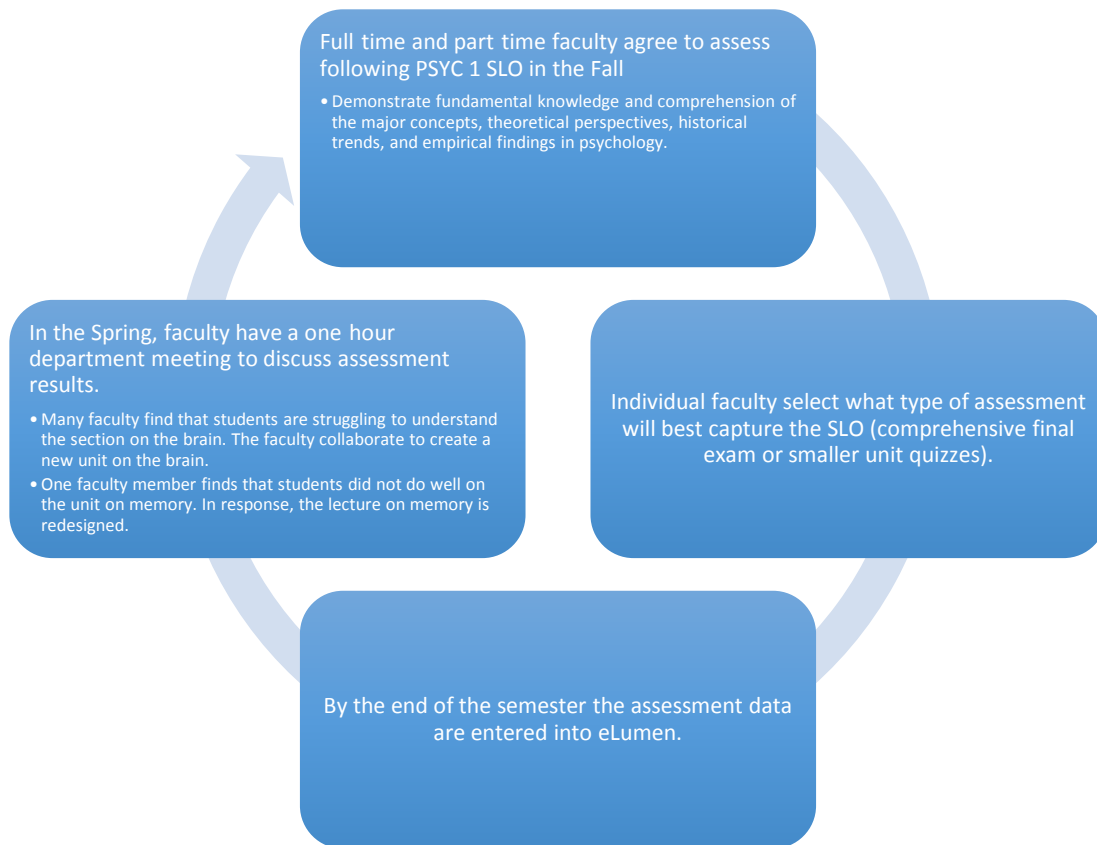 Full time and part time faculty agree to assess
following PSYC 1 SLO in the Fall
• Demonstrate fundamental knowledge and comprehension of
the major concepts, theoretical perspectives, historical
trends, and empirical findings in psychology.
Individual faculty select what type of assessment
will best capture the SLO (comprehensive final
exam or smaller unit quizzes).
By the end of the semester the assessment data
are entered into eLumen.
In the Spring, faculty have a one hour
department meeting to discuss assessment
results.
• Many faculty find that students are struggling to understand
the section on the brain. The faculty collaborate to create a
new unit on the brain.
• One faculty member finds that students did not do well on
the unit on memory. In response, the lecture on memory is
redesigned.